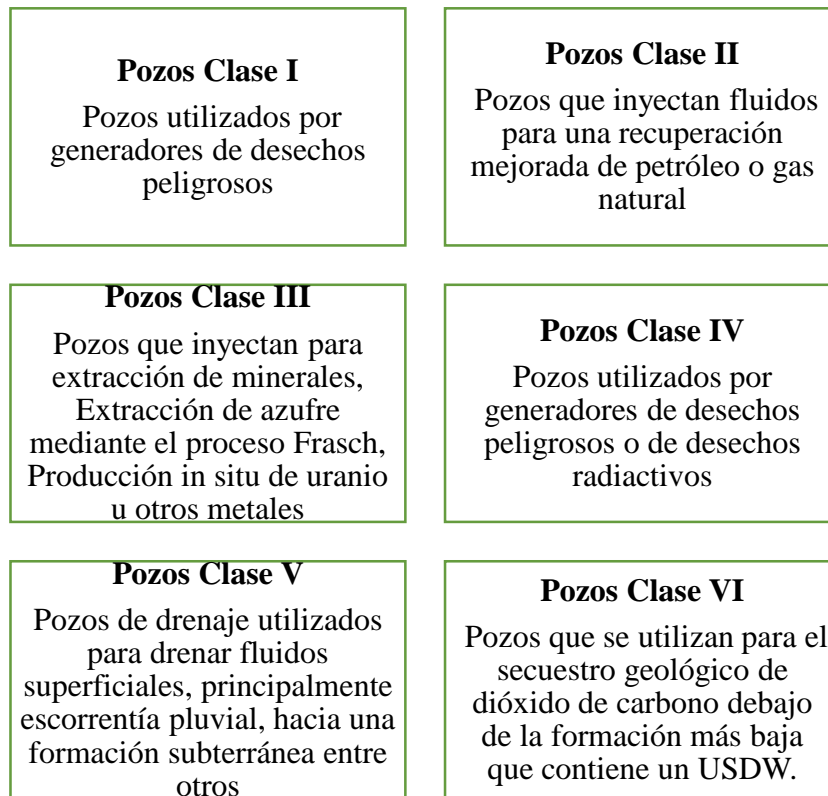 Pozos Clase I
Pozos utilizados por
generadores de desechos
peligrosos
Pozos Clase II
Pozos que inyectan fluidos
para una recuperación
mejorada de petróleo o gas
natural
Pozos Clase III
Pozos que inyectan para
extracción de minerales,
Extracción de azufre
mediante el proceso Frasch,
Producción in situ de uranio
u otros metales
Pozos Clase IV
Pozos utilizados por
generadores de desechos
peligrosos o de desechos
radiactivos
Pozos Clase V
Pozos de drenaje utilizados
para drenar fluidos
superficiales, principalmente
escorrentía pluvial, hacia una
formación subterránea entre
otros
Pozos Clase VI
Pozos que se utilizan para el
secuestro geológico de
dióxido de carbono debajo
de la formación más baja
que contiene un USDW.